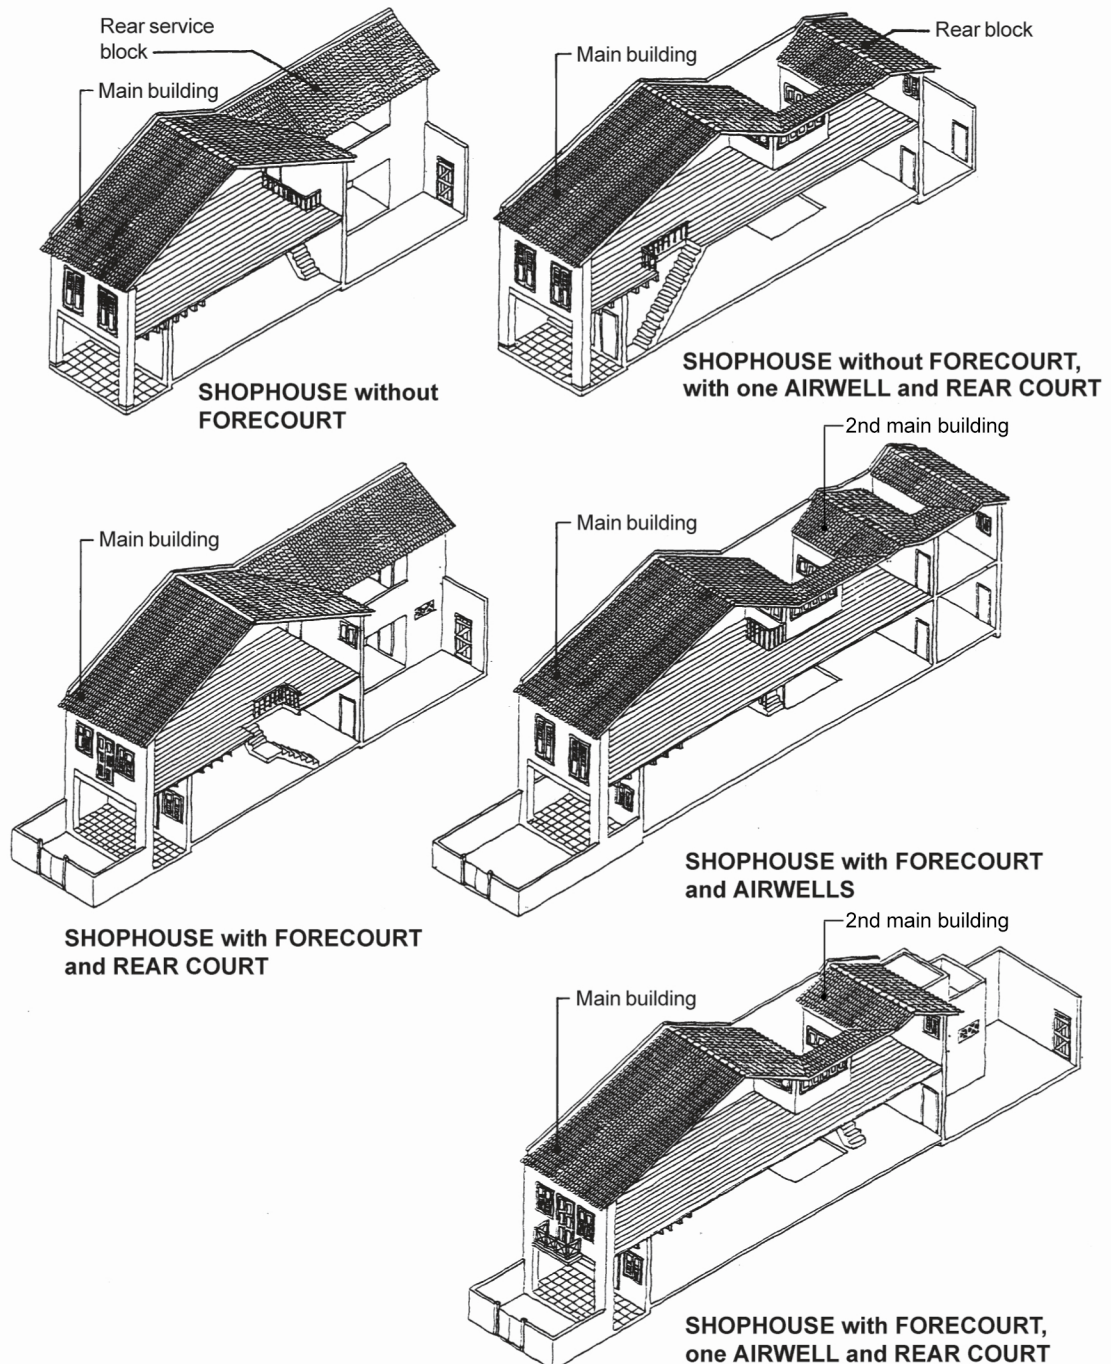 Rear service
block
Main building
SHOPHOUSE without
FORECOURT
Main building
Rear block
SHOPHOUSE without FORECOURT,
with one AIRWELL and REAR COURT
Main building
SHOPHOUSE with FORECOURT
and REAR COURT
2nd main building
Main building
SHOPHOUSE with FORECOURT
and AIRWELLS
2nd main building
Main building
SHOPHOUSE with FORECOURT,
one AIRWELL and REAR COURT